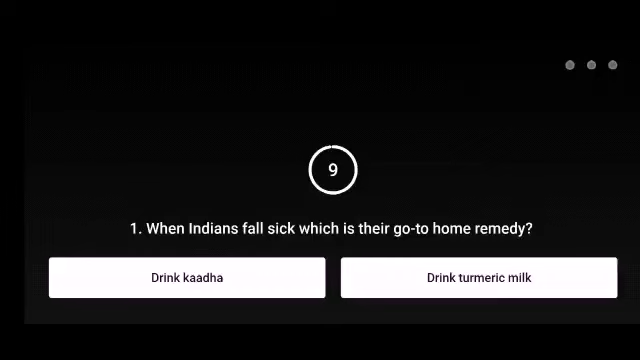 9
1. When Indians fall sick which is their go-to home remedy?
Drink kaadha
Drink turmeric milk